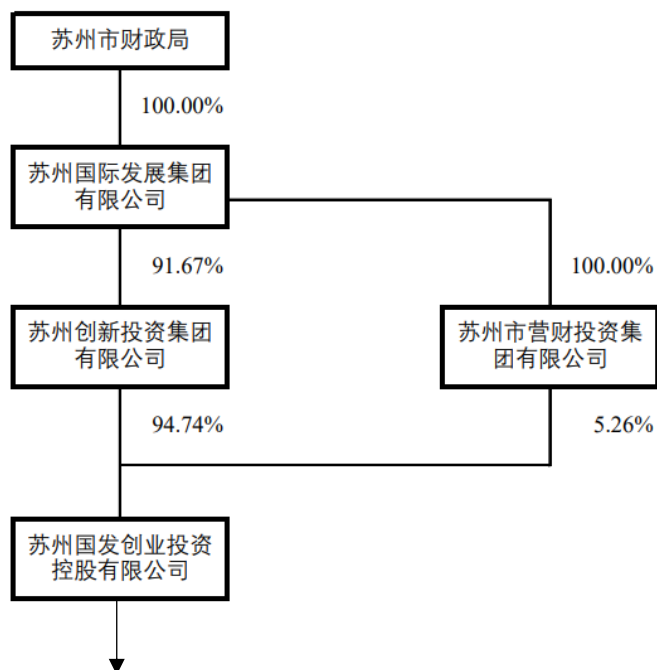 苏州市财政局
100.00%
苏州国际发展集团
有限公司
91.67%
100.00%
苏州创新投资集团
有限公司
苏州市营财投资集
团有限公司
94.74%
5.26%
苏州国发创业投资
控股有限公司